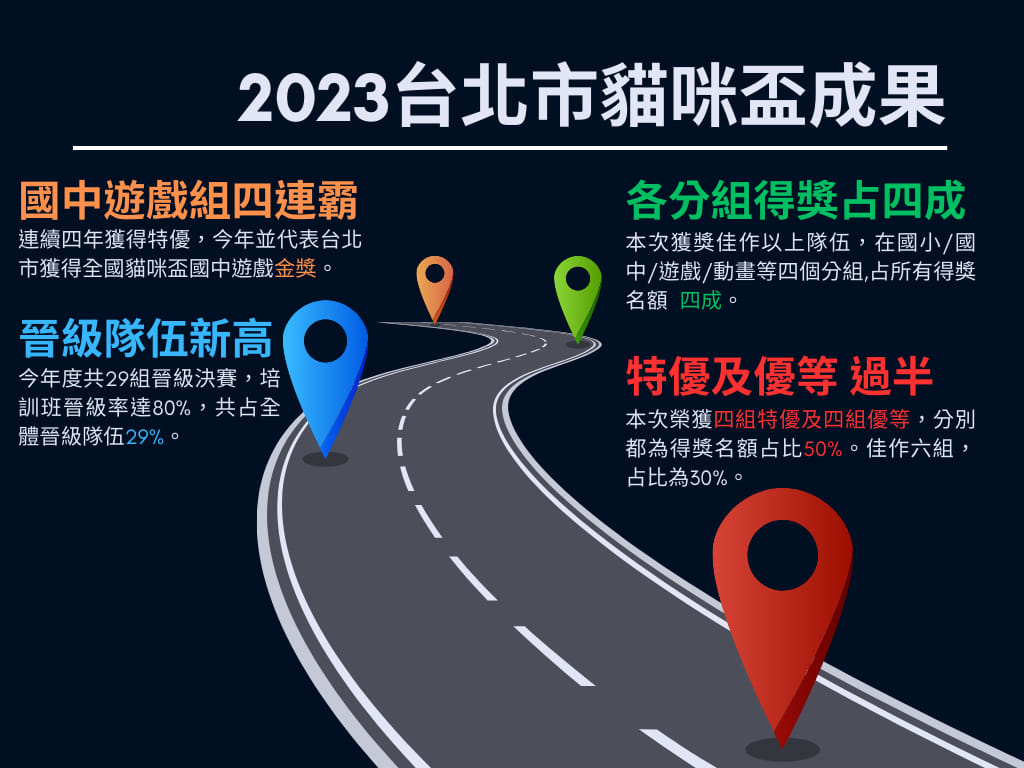 2023台北市貓咪盃成果
國中遊戲組四連霸
連續四年獲得特優，今年並代表台北
市獲得全國貓咪盃國中遊戲金獎。
晉級隊伍新高
今年度共29組晉級決賽，培
訓班晉級率達80%，共占全
體晉級隊伍29%。
各分組得獎占四成
本次獲獎佳作以上隊伍，在國小/國
中/遊戲/動畫等四個分組,占所有得獎
名額 四成。
特優及優等 過半
本次榮獲四組特優及四組優等，分別
都為得獎名額占比50%。佳作六組，
占比為30%。